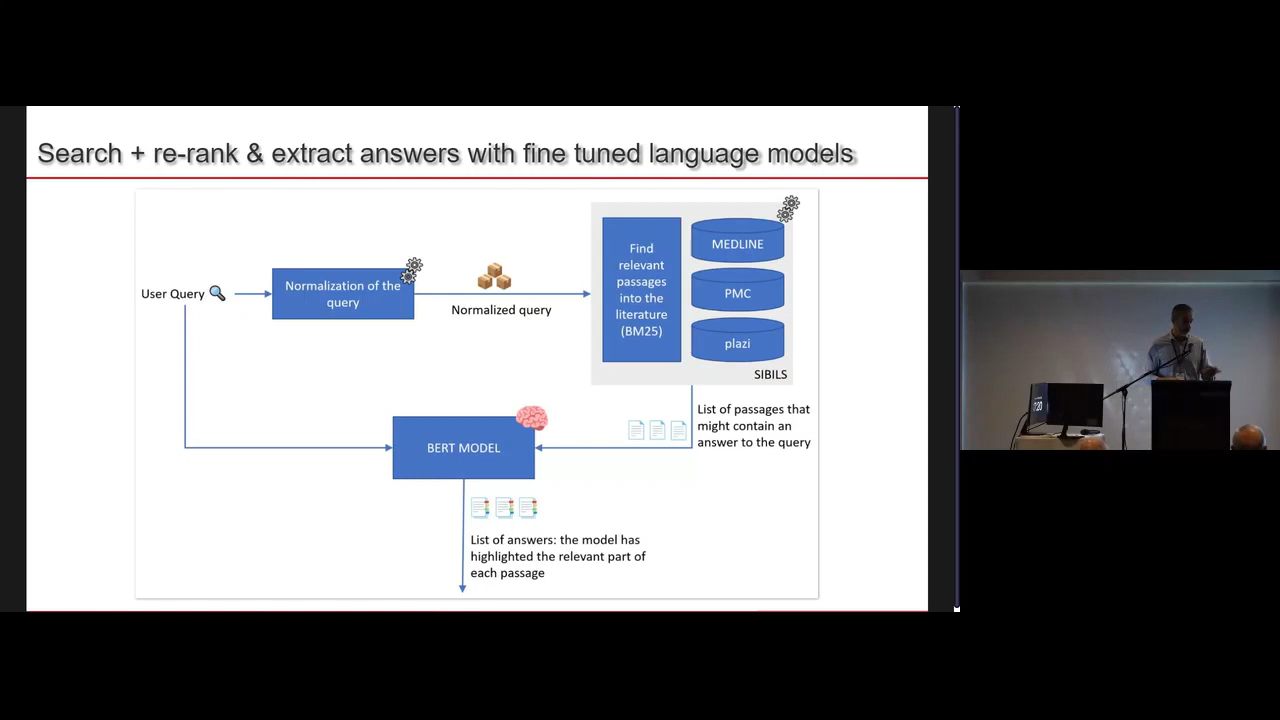 Search + re-rank & extract answers with fine tuned language models
User Query
Normalization of the
query
Normalized query
Find
relevant
passages
into the
literature
(BM25)
MEDLINE
PMC
plazi
SIBILS
List of passages that
might contain an
answer to the query
BERT MODEL
List of answers: the model has
highlighted the relevant part of
each passage